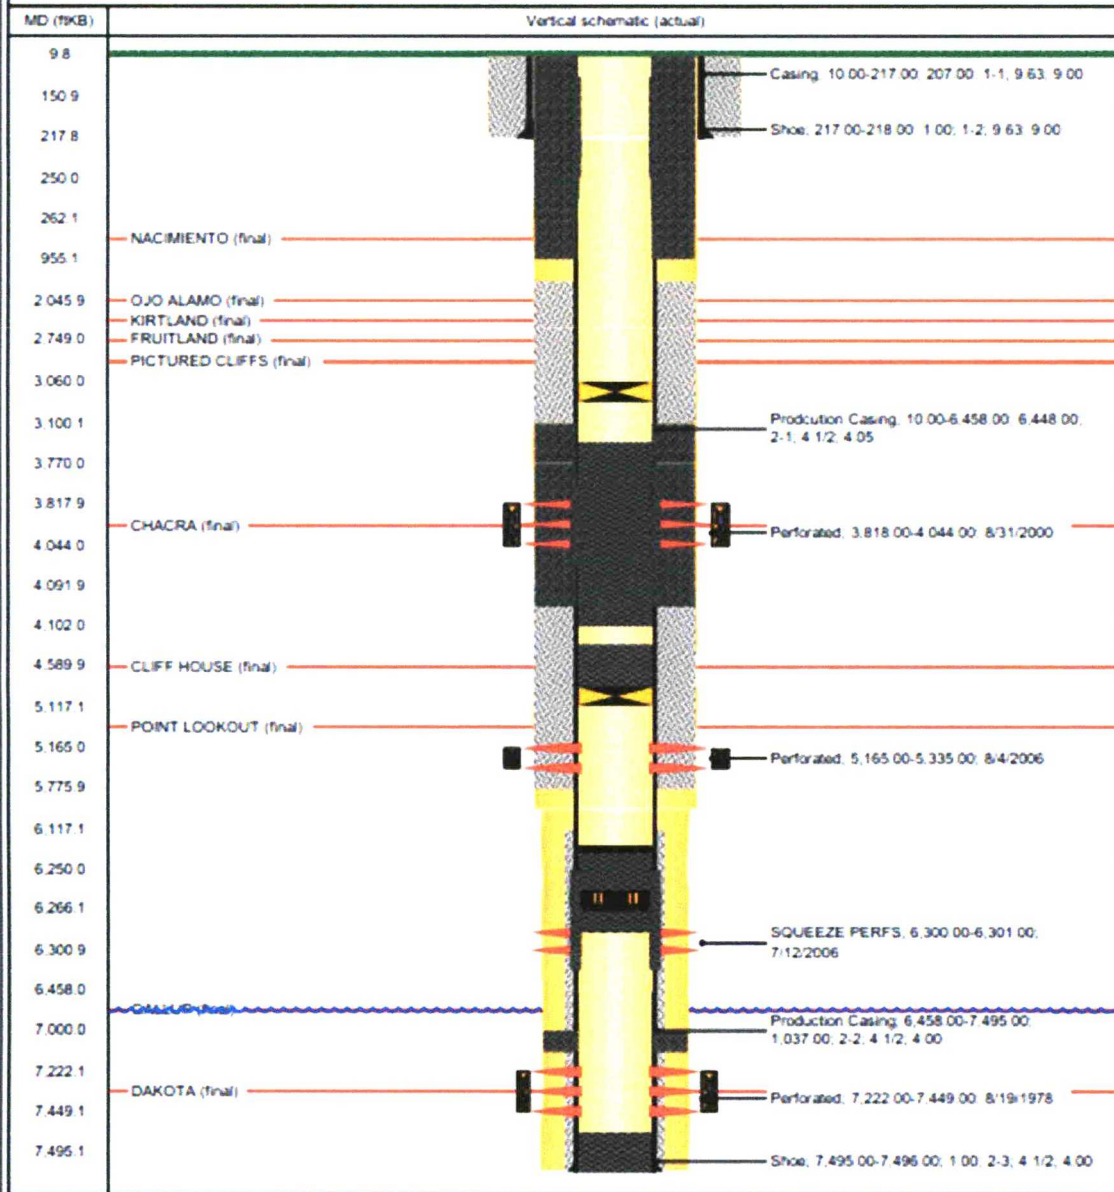 MD (ftKB)
Vertical schematic (actual)
9.8
Casing, 10.00-217.00; 207.00; 1-1; 9.63; 9.00
150.9
217.8
Shoe; 217.00-218.00; 1.00; 1-2; 9.63; 9.00
250.0
262.1
NACIMIENTO (final)
955.1
2,045.9
OJO ALAMO (final)
KIRTLAND (final)
2,749.0
FRUITLAND (final)
PICTURED CLIFFS (final)
3,060.0
3,100.1
Prodcution Casing; 10.00-6,458.00; 6,448.00;
2-1; 4 1/2; 4.05
3,770.0
3,817.9
CHACRA (final)
Perforated; 3,818.00-4,044.00; 8/31/2000
4,044.0
4,091.9
4,102.0
4,589.9
CLIFF HOUSE (final)
5,117.1
POINT LOOKOUT (final)
5,165.0
Perforated; 5,165.00-5,335.00; 8/4/2006
5,775.9
6,117.1
6,250.0
6,266.1
SQUEEZE PERFS; 6,300.00-6,301.00;
7/12/2006
6,300.9
6,458.0
(final)
7,000.0
Production Casing; 6,458.00-7,495.00;
1,037.00; 2-2; 4 1/2; 4.00
7,222.1
DAKOTA (final)
Perforated; 7,222.00-7,449.00; 8/19/1978
7,449.1
7,495.1
Shoe; 7,495.00-7,496.00; 1.00; 2-3; 4 1/2; 4.00